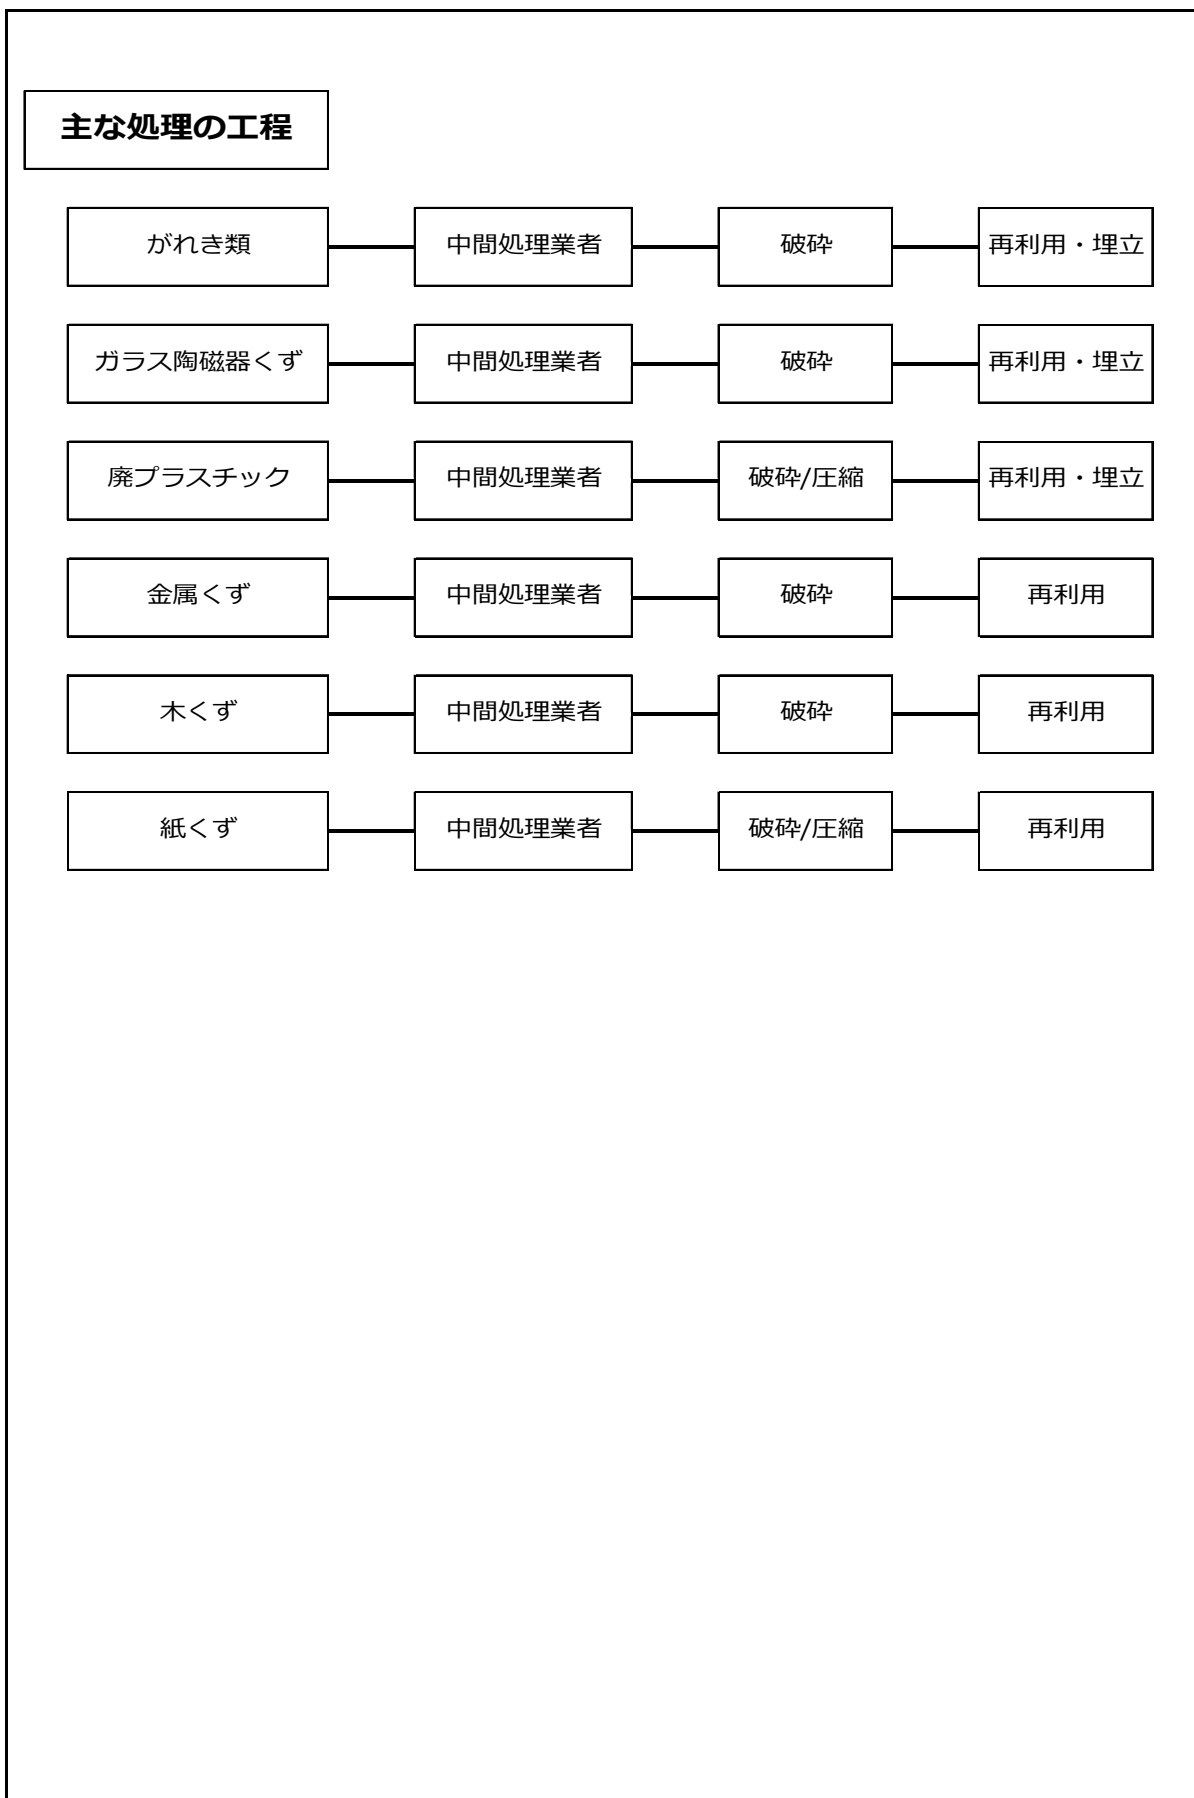 主な処理の工程
がれき類 中間処理業者 破砕 再利用・埋立
ガラス陶磁器くず 中間処理業者 破砕 再利用・埋立
廃プラスチック 中間処理業者 破砕/圧縮 再利用・埋立
金属くず 中間処理業者 破砕 再利用
木くず 中間処理業者 破砕 再利用
紙くず 中間処理業者 破砕/圧縮 再利用